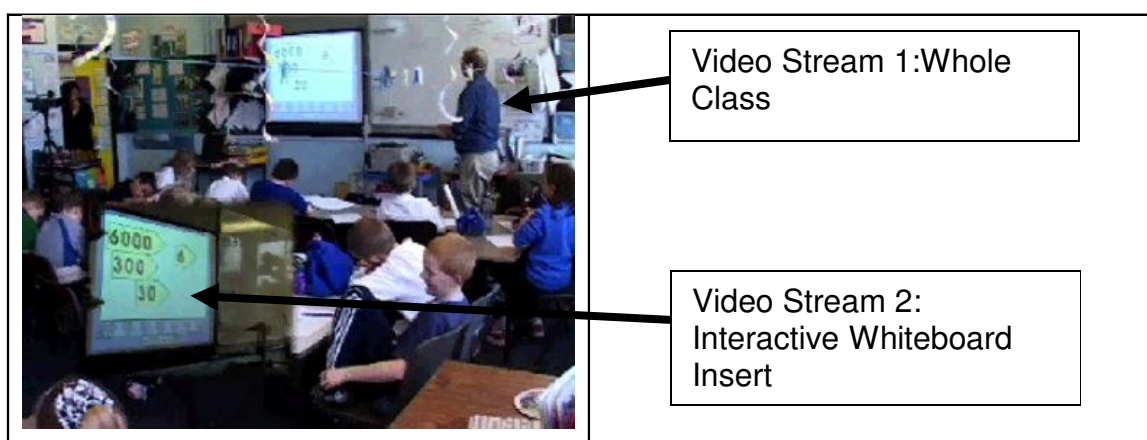 6000
300
6
30
Video Stream 1:Whole
Class
Video Stream 2:
Interactive Whiteboard
Insert